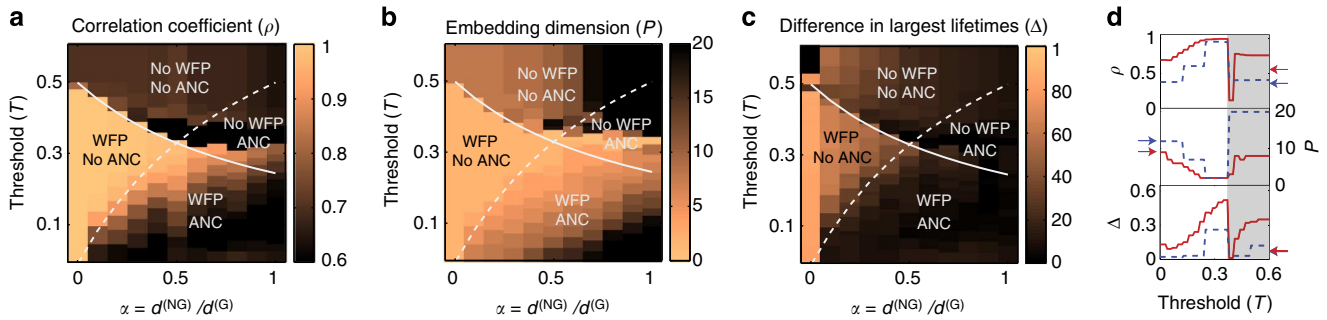 a
Correlation coefficient (ρ)
Threshold (T)
0.5
0.3
0.1
No WFP
No ANC
WFP
No ANC
No WFP
ANC
WFP
ANC
0
0.5
1
α = d(NG)/d(G)
1
0.9
0.8
0.7
0.6
b
Embedding dimension (P)
Threshold (T)
0.5
0.3
0.1
No WFP
No ANC
WFP
No ANC
No WFP
ANC
WFP
ANC
0
0.5
1
α = d(NG)/d(G)
20
15
10
5
0
c
Difference in largest lifetimes (Δ)
Threshold (T)
0.5
0.3
0.1
No WFP
No ANC
WFP
No ANC
No WFP
ANC
WFP
ANC
0
0.5
1
α = d(NG)/d(G)
1
80
60
40
20
0
d
ρ
1
0.5
0
20
10
0
P
0.6
0.3
0
Δ
0
0.3
0.6
Threshold (T)